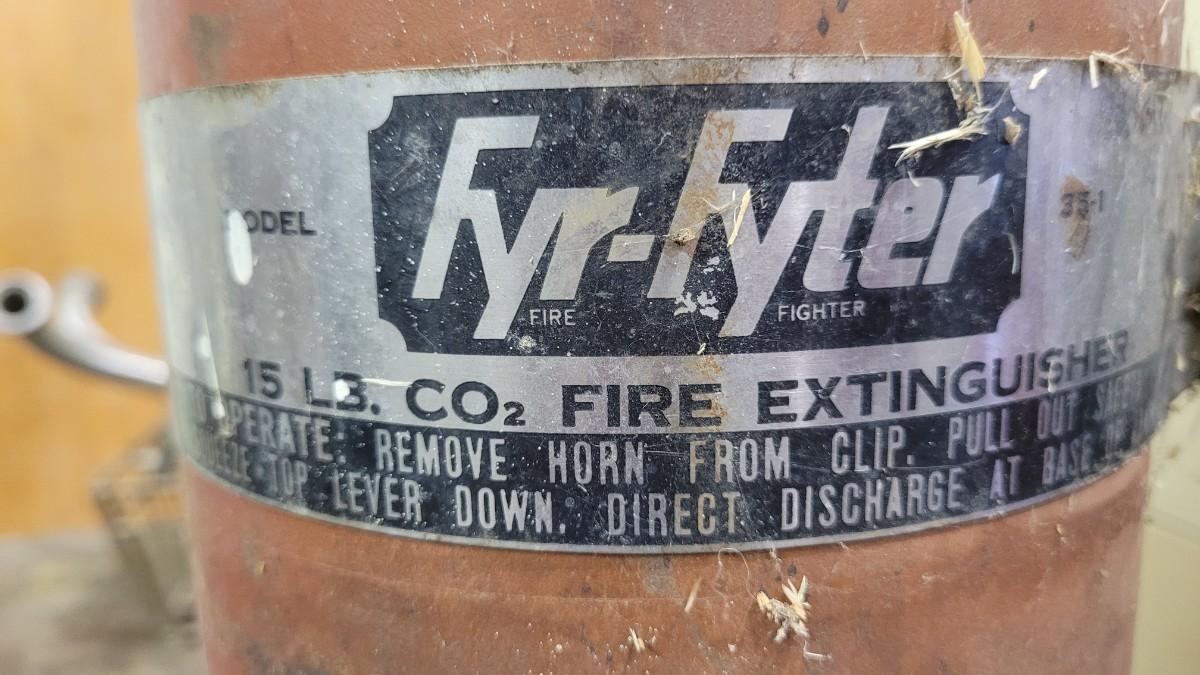 Fyr-Fyter
MODEL 35-1
FIRE FIGHTER
15 LB. CO₂ FIRE EXTINGUISHER
OPERATE: REMOVE HORN FROM CLIP. PULL OUT
TOP LEVER DOWN. DIRECT DISCHARGE AT BASE